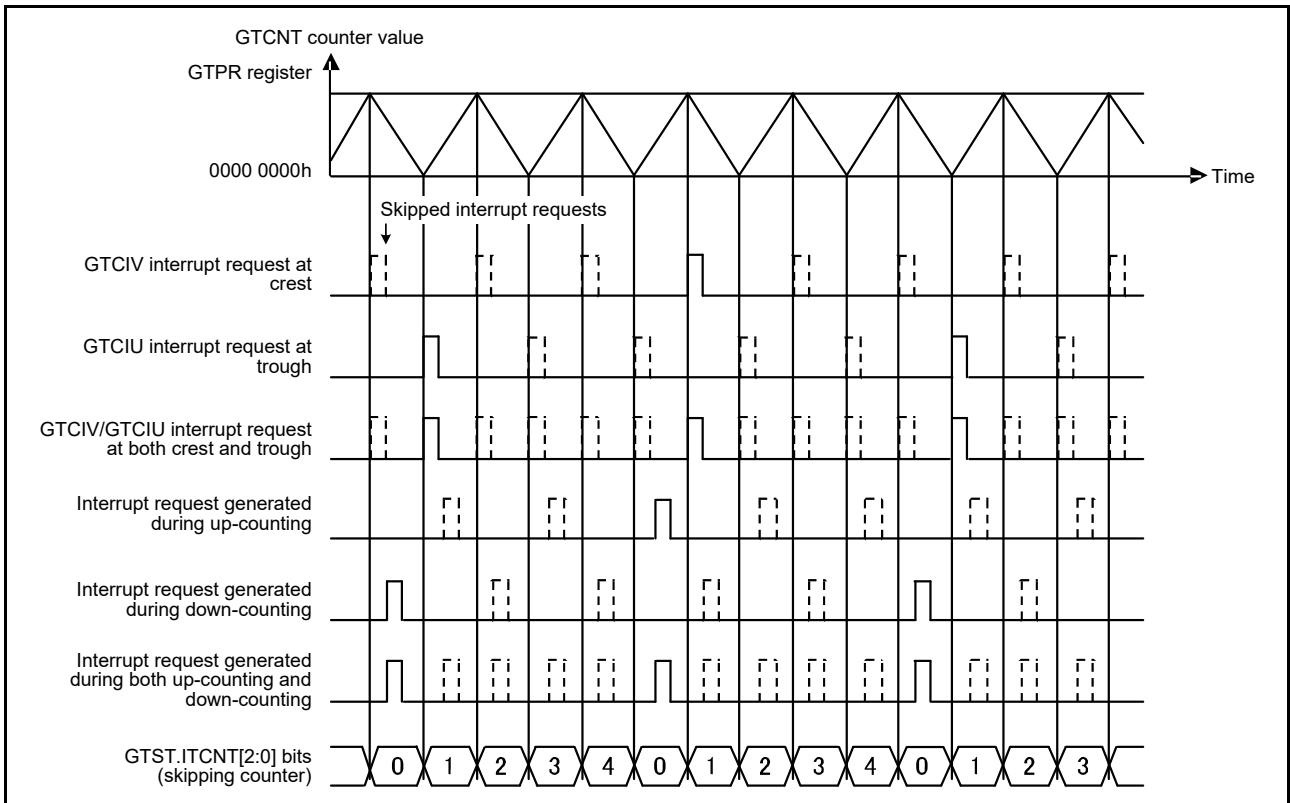 GTCNT counter value
GTPR register
0000 0000h
Time
Skipped interrupt requests
GTCIV interrupt request at
crest
GTCIU interrupt request at
trough
GTCIV/GTCIU interrupt request
at both crest and trough
Interrupt request generated
during up-counting
Interrupt request generated
during down-counting
Interrupt request generated
during both up-counting and
down-counting
GTST.ITCNT[2:0] bits
(skipping counter)
0 1 2 3 4 0 1 2 3 4 0 1 2 3